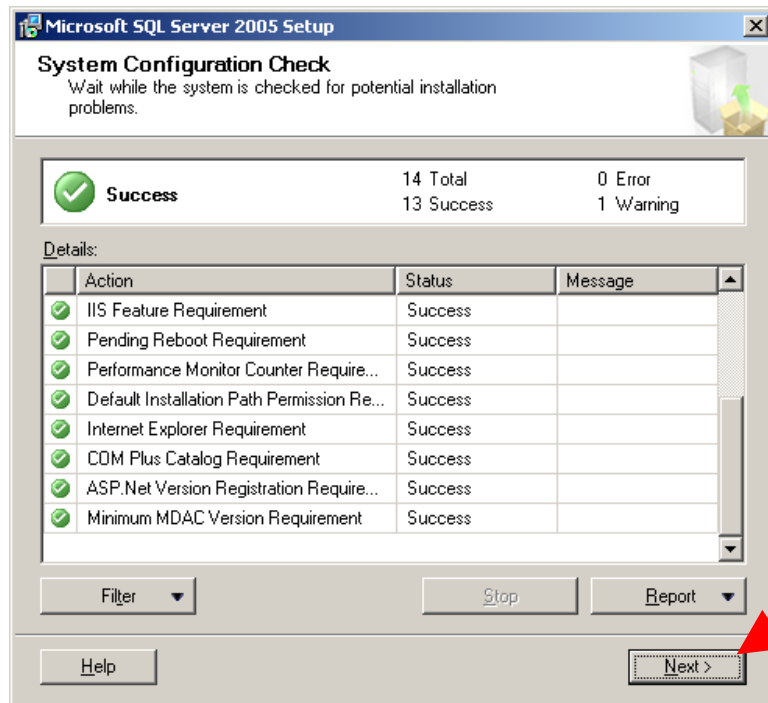 Microsoft SQL Server 2005 Setup
System Configuration Check
Wait while the system is checked for potential installation
problems.
Success
14 Total
0 Error
13 Success
1 Warning
Details:
Action Status Message
IIS Feature Requirement Success
Pending Reboot Requirement Success
Performance Monitor Counter Require... Success
Default Installation Path Permission Re... Success
Internet Explorer Requirement Success
COM Plus Catalog Requirement Success
ASP.Net Version Registration Require... Success
Minimum MDAC Version Requirement Success
Filter Stop Report
Help Next >